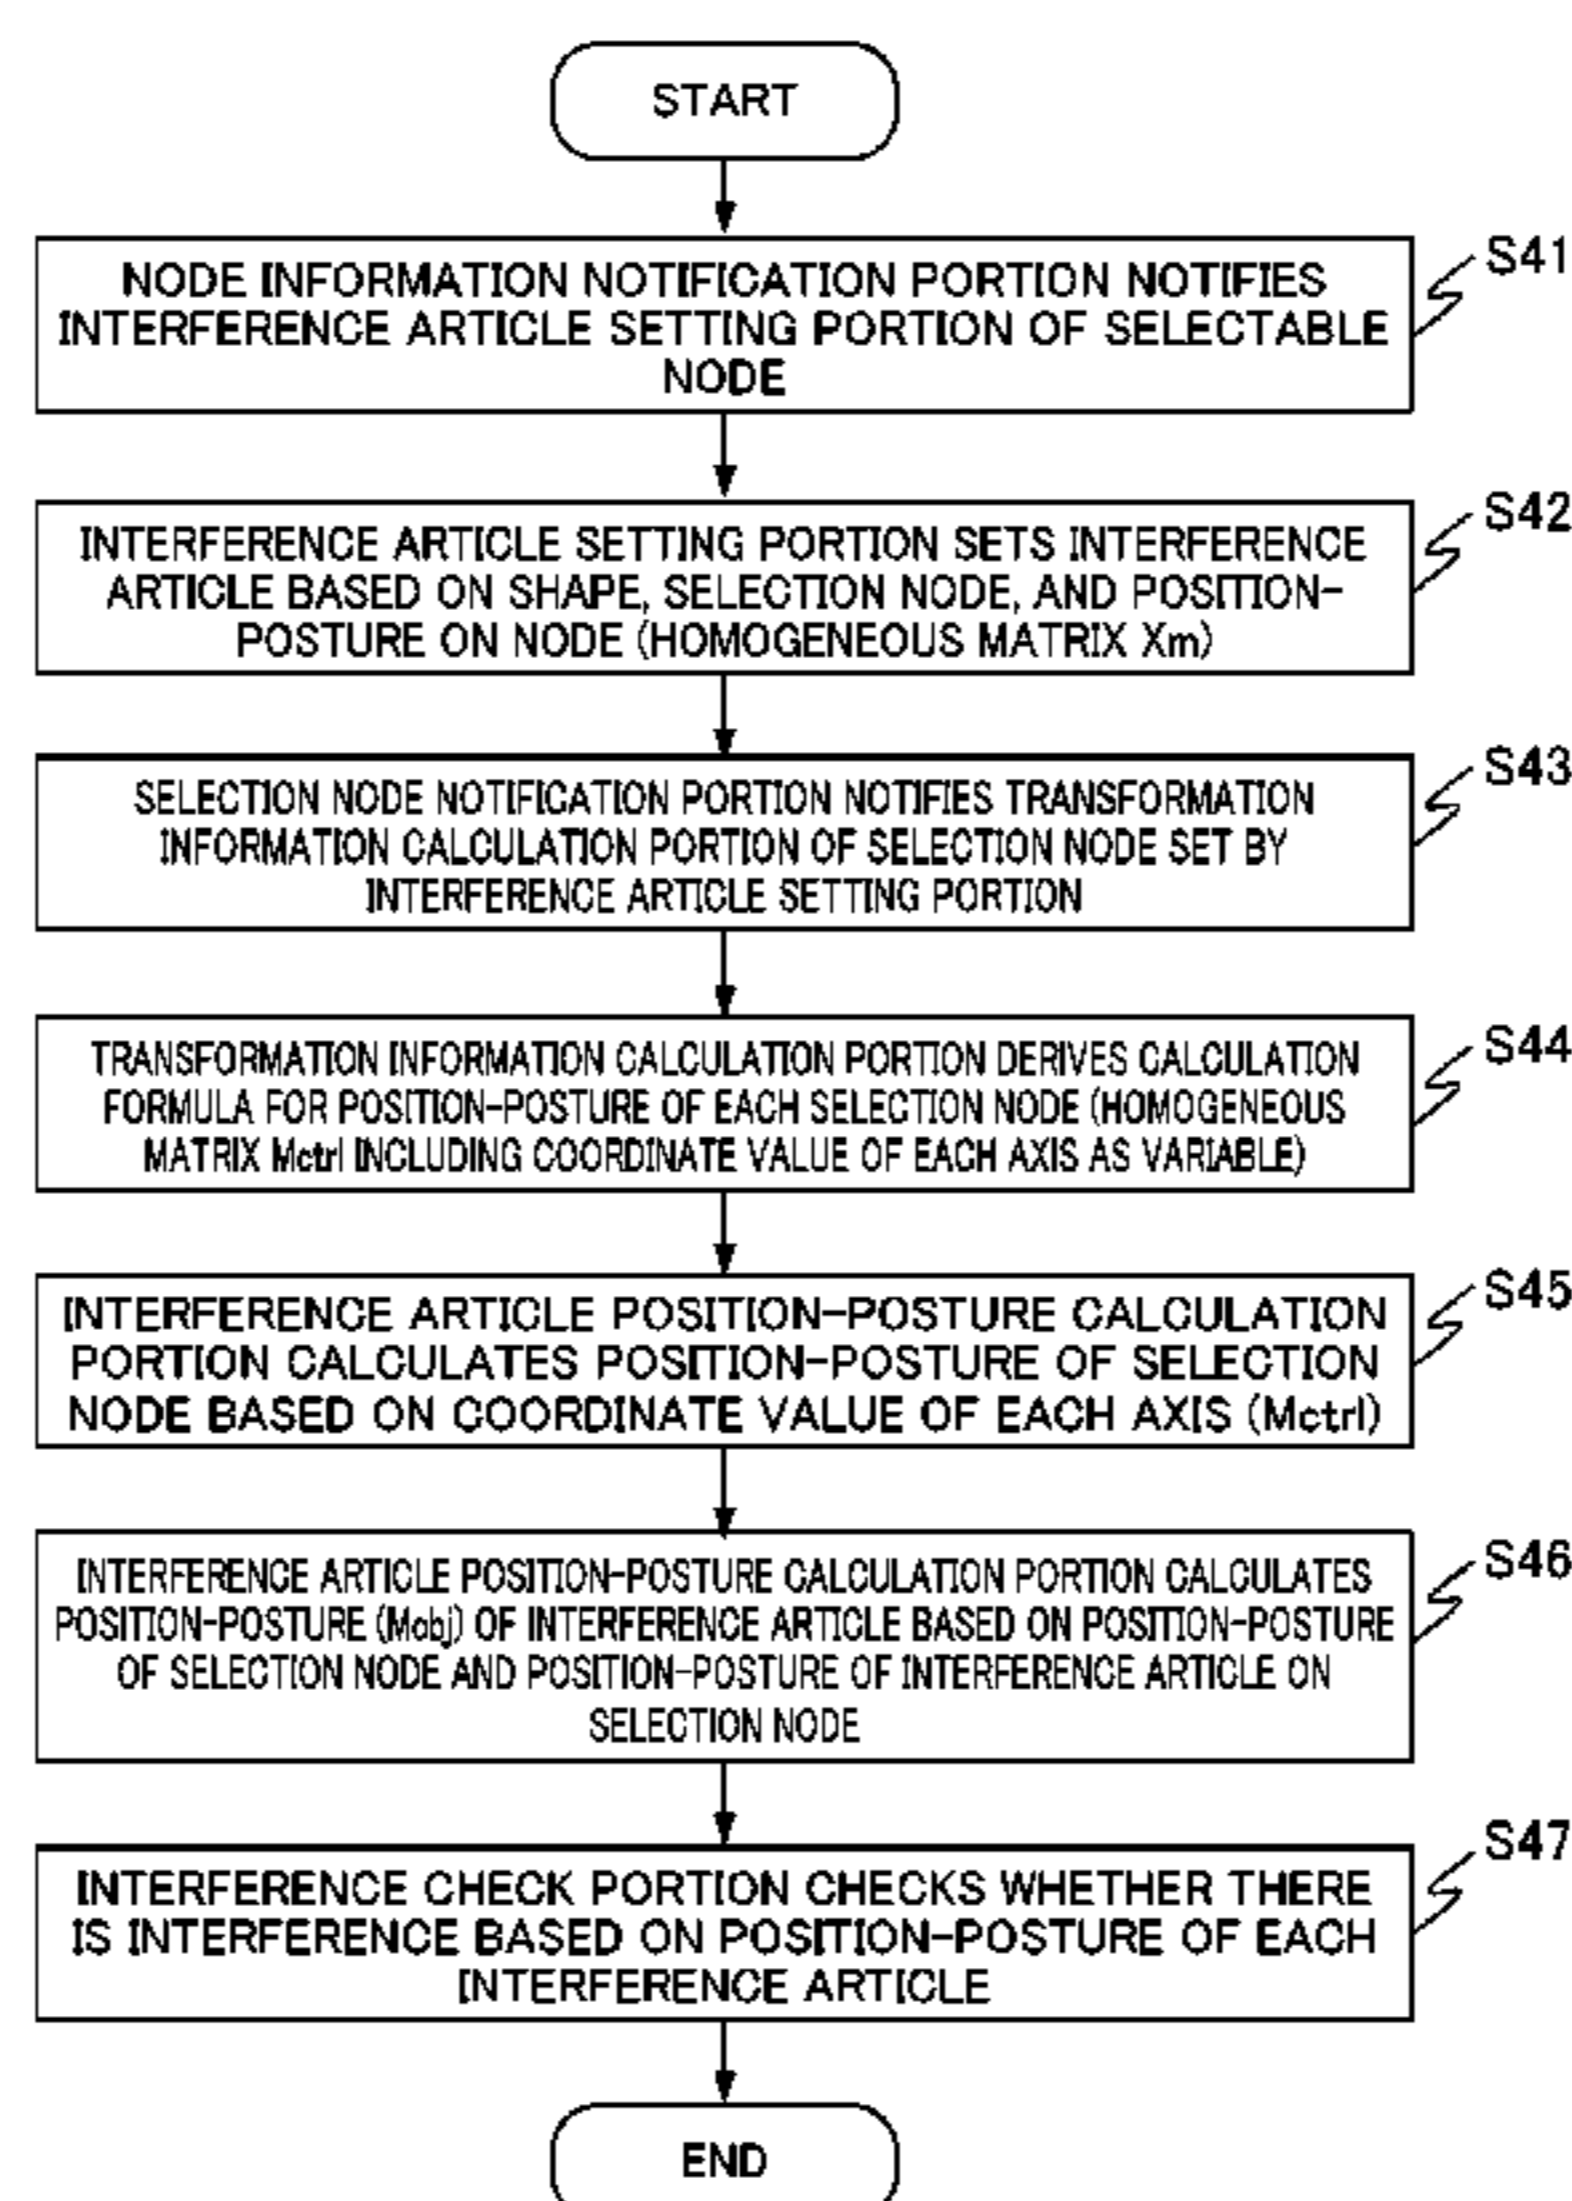 START
S41
NODE INFORMATION NOTIFICATION PORTION NOTIFIES
INTERFERENCE ARTICLE SETTING PORTION OF SELECTABLE
NODE
S42
INTERFERENCE ARTICLE SETTING PORTION SETS INTERFERENCE
ARTICLE BASED ON SHAPE, SELECTION NODE, AND POSITION-
POSTURE ON NODE (HOMOGENEOUS MATRIX Xm)
S43
SELECTION NODE NOTIFICATION PORTION NOTIFIES TRANSFORMATION
INFORMATION CALCULATION PORTION OF SELECTION NODE SET BY
INTERFERENCE ARTICLE SETTING PORTION
S44
TRANSFORMATION INFORMATION CALCULATION PORTION DERIVES CALCULATION
FORMULA FOR POSITION-POSTURE OF EACH SELECTION NODE (HOMOGENEOUS
MATRIX Mctrl INCLUDING COORDINATE VALUE OF EACH AXIS AS VARIABLE)
S45
INTERFERENCE ARTICLE POSITION-POSTURE CALCULATION
PORTION CALCULATES POSITION-POSTURE OF SELECTION
NODE BASED ON COORDINATE VALUE OF EACH AXIS (Mctrl)
S46
INTERFERENCE ARTICLE POSITION-POSTURE CALCULATION PORTION CALCULATES
POSITION-POSTURE (Mobj) OF INTERFERENCE ARTICLE BASED ON POSITION-POSTURE
OF SELECTION NODE AND POSITION-POSTURE OF INTERFERENCE ARTICLE ON
SELECTION NODE
S47
INTERFERENCE CHECK PORTION CHECKS WHETHER THERE
IS INTERFERENCE BASED ON POSITION-POSTURE OF EACH
INTERFERENCE ARTICLE
END